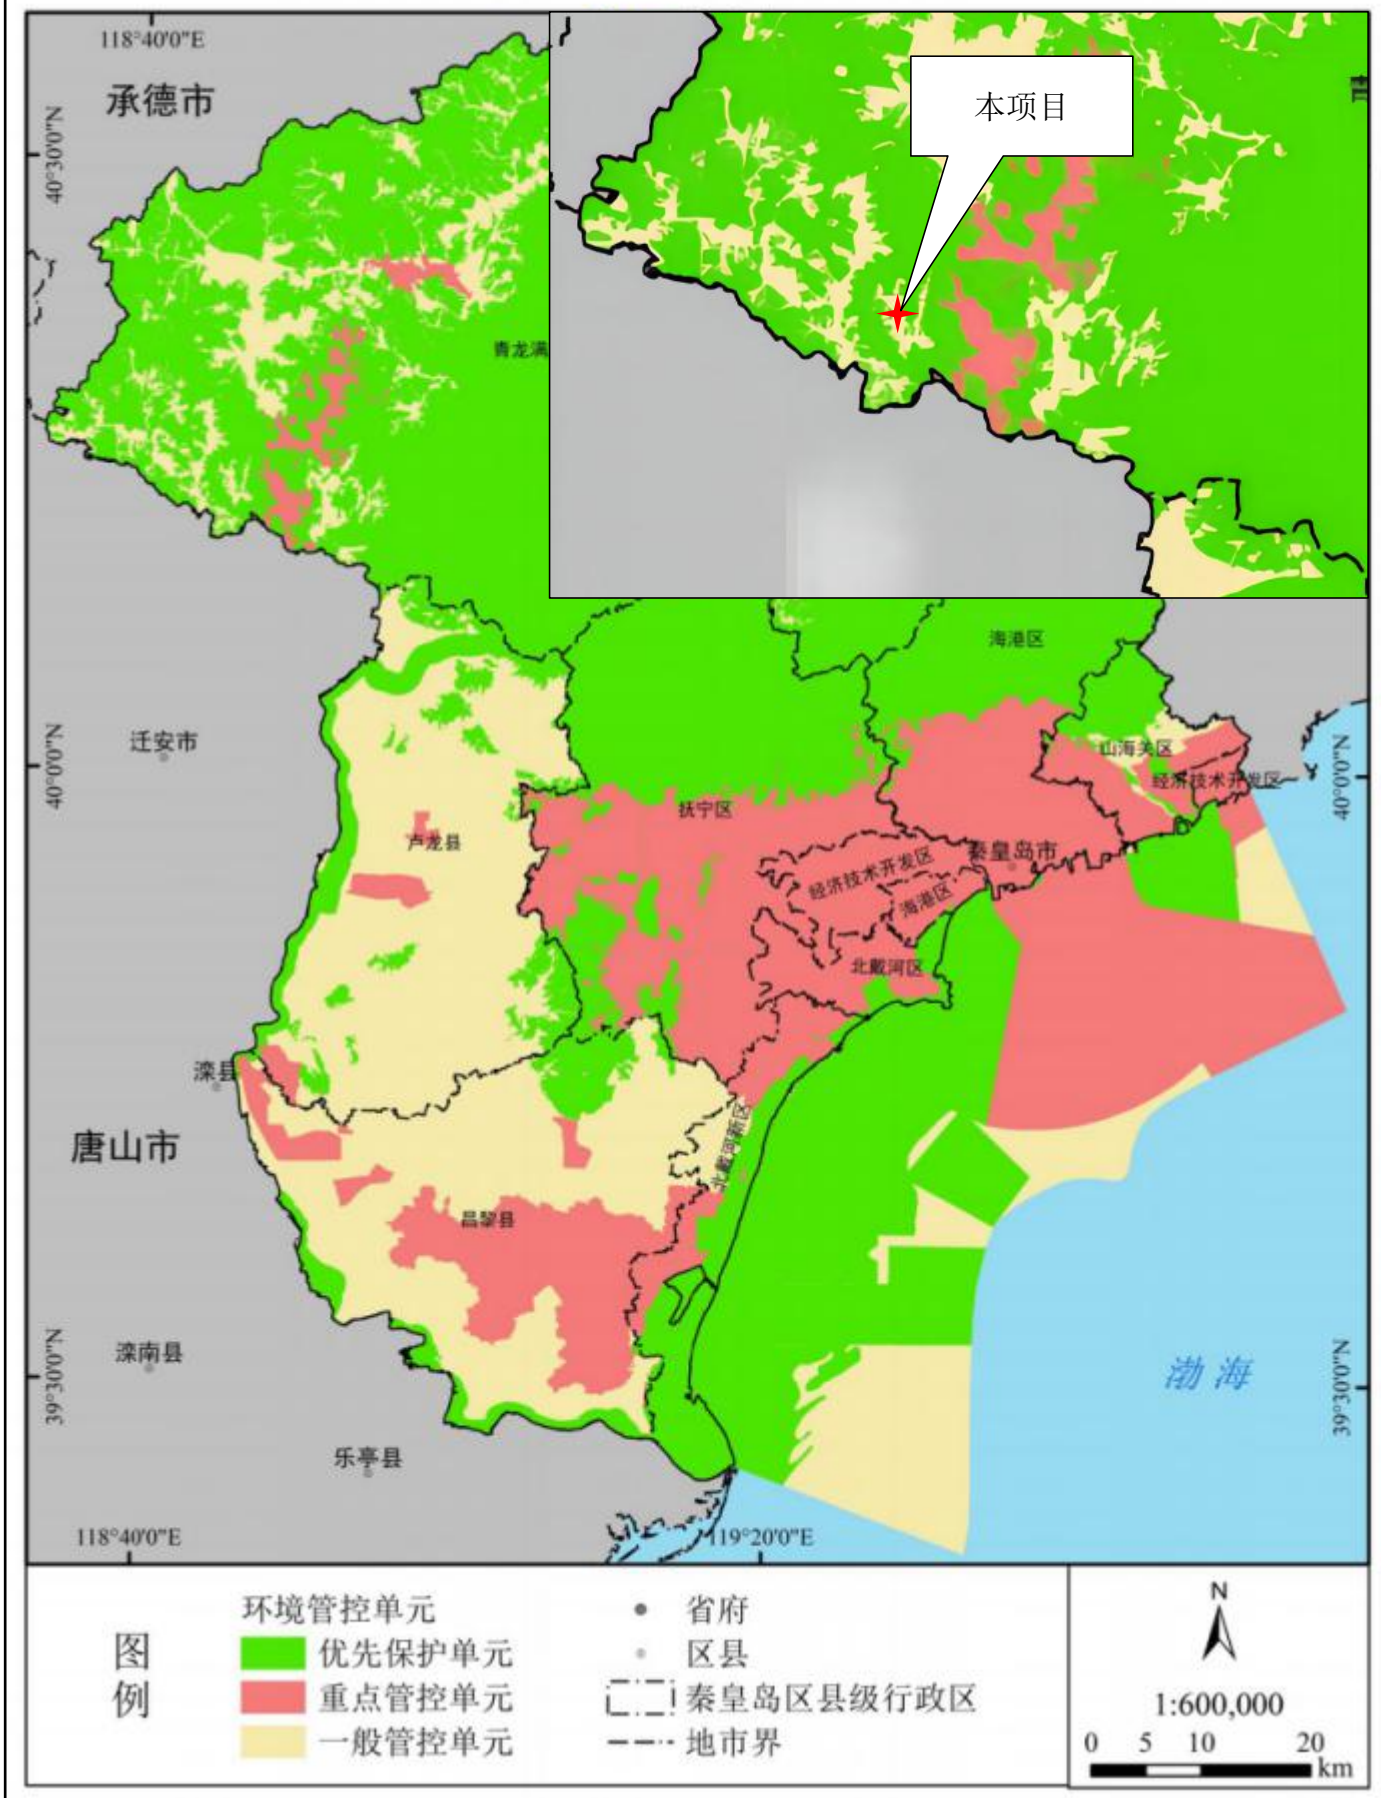 118°40'0"E
承德市
40°30'0"N
本项目
青龙满
海港区
迁安市
40°0'0"N
40°0'0"N
山海关区
经济技术开发区
抚宁区
卢龙县
秦皇岛市
经济技术开发区
海港区
北戴河区
滦县
唐山市
北戴河新区
昌黎县
滦南县
39°30'0"N
39°30'0"N
渤海
乐亭县
118°40'0"E
119°20'0"E
图例
环境管控单元
优先保护单元
重点管控单元
一般管控单元
省府
区县
秦皇岛区县级行政区
地市界
N
1:600,000
0 5 10 20
km